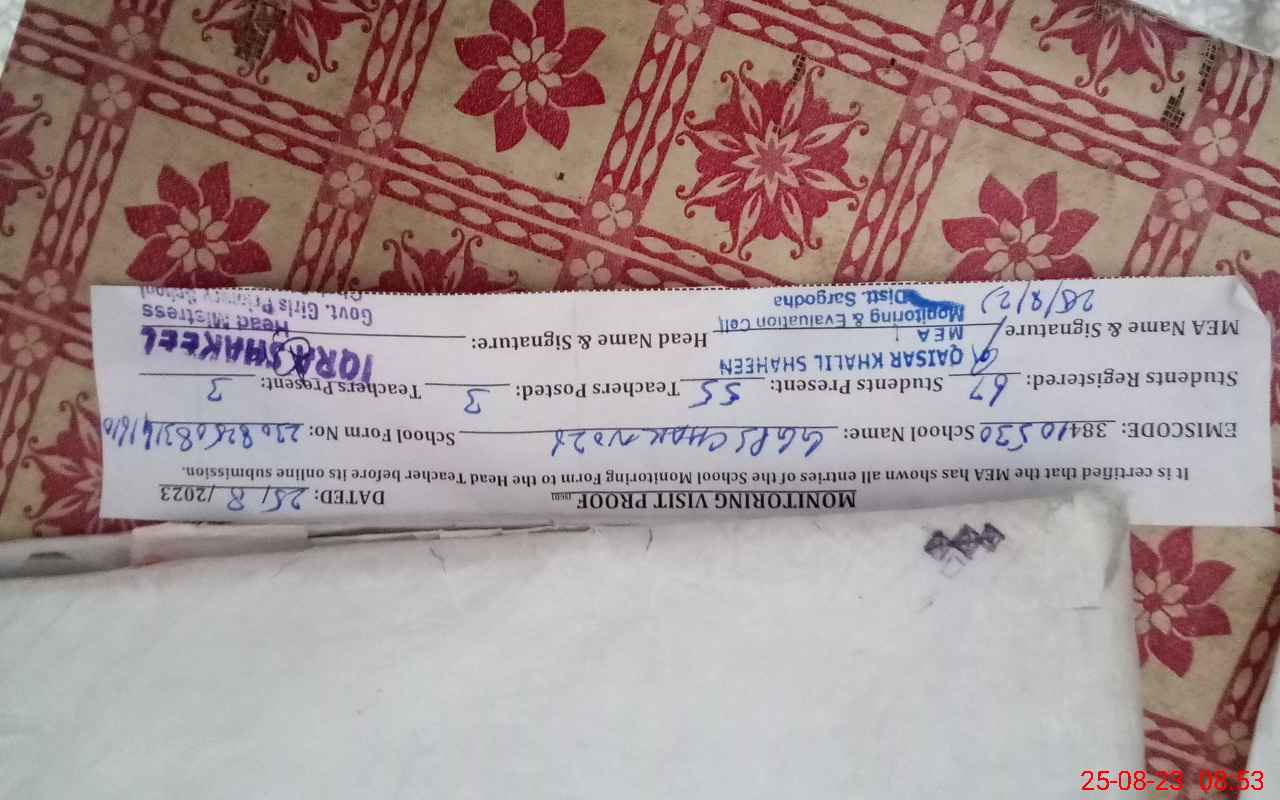 MONITORING VISIT PROOF DATED: 25/8/2023
It is certified that the MEA has shown all entries of the School Monitoring Form to the Head Teacher before its online submission.
EMISCODE: 38410530 School Name: GGPS CHAK NO 2 School Form No:
Students Registered: 67 Students Present: 55 Teachers Posted: 3 Teachers Present: 3
QAISAR KHALIL SHAHEEN IQRA SHAKEEL
MEA Name & Signature MEA Head Name & Signature: Head Mistress
Monitoring & Evaluation Cell, Govt. Girls Primary School
Distt. Sargodha
25/8/23
25-08-23 08:53